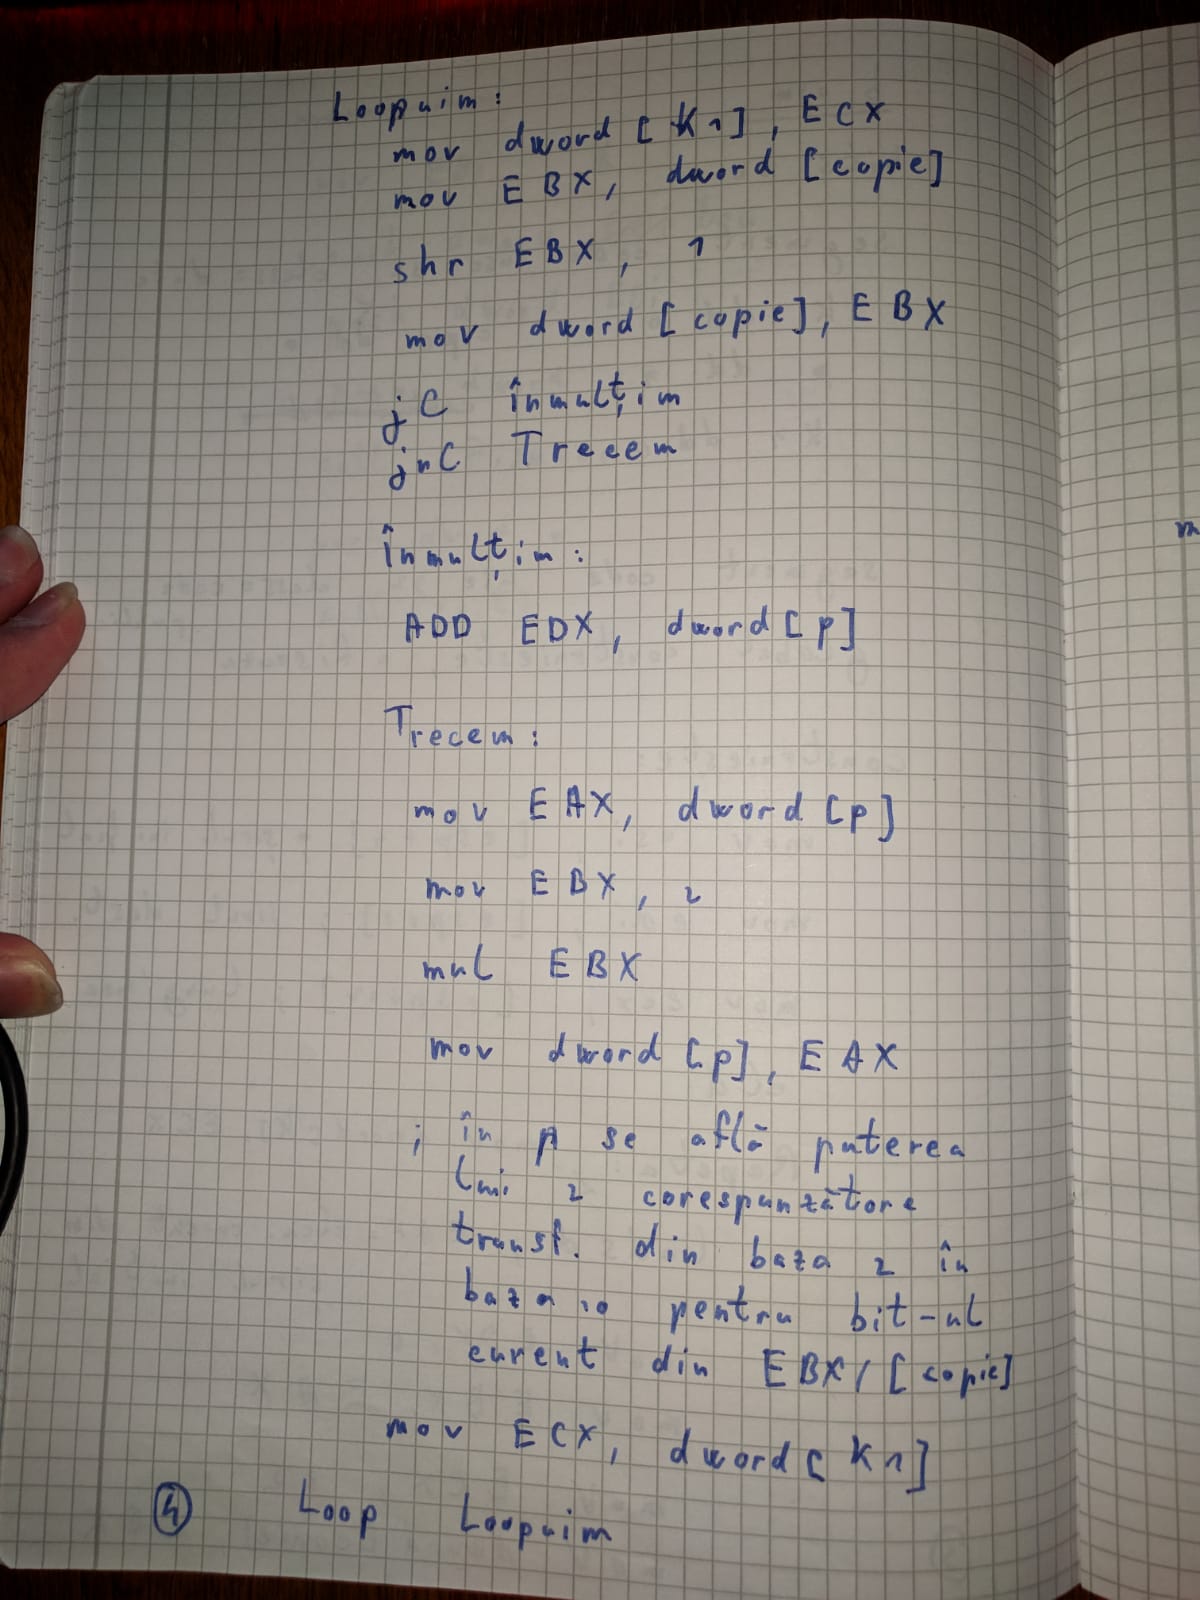 Loopuim:
mov dword [K1], ECX
mov EBX, dword [copie]
shr EBX, 1
mov dword [copie], EBX
jC înmulțim
jnC Trecem
înmulțim:
ADD EDX, dword [p]
Trecem:
mov EAX, dword [p]
mov EBX, 2
mul EBX
mov dword [p], EAX
; în p se află puterea
lui 2 corespunzătore
transf. din baza 2 în
baza 10 pentru bit-ul
curent din EBX/[copie]
mov ECX, dword [K1]
4 Loop Loopuim
m